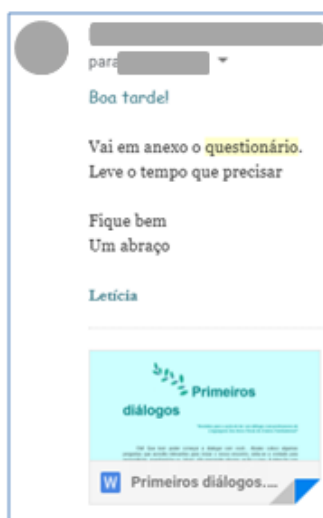 para
Boa tarde!
Vai em anexo o questionário.
Leve o tempo que precisar
Fique bem
Um abraço
Letícia
Primeiros
diálogos
W Primeiros diálogos....